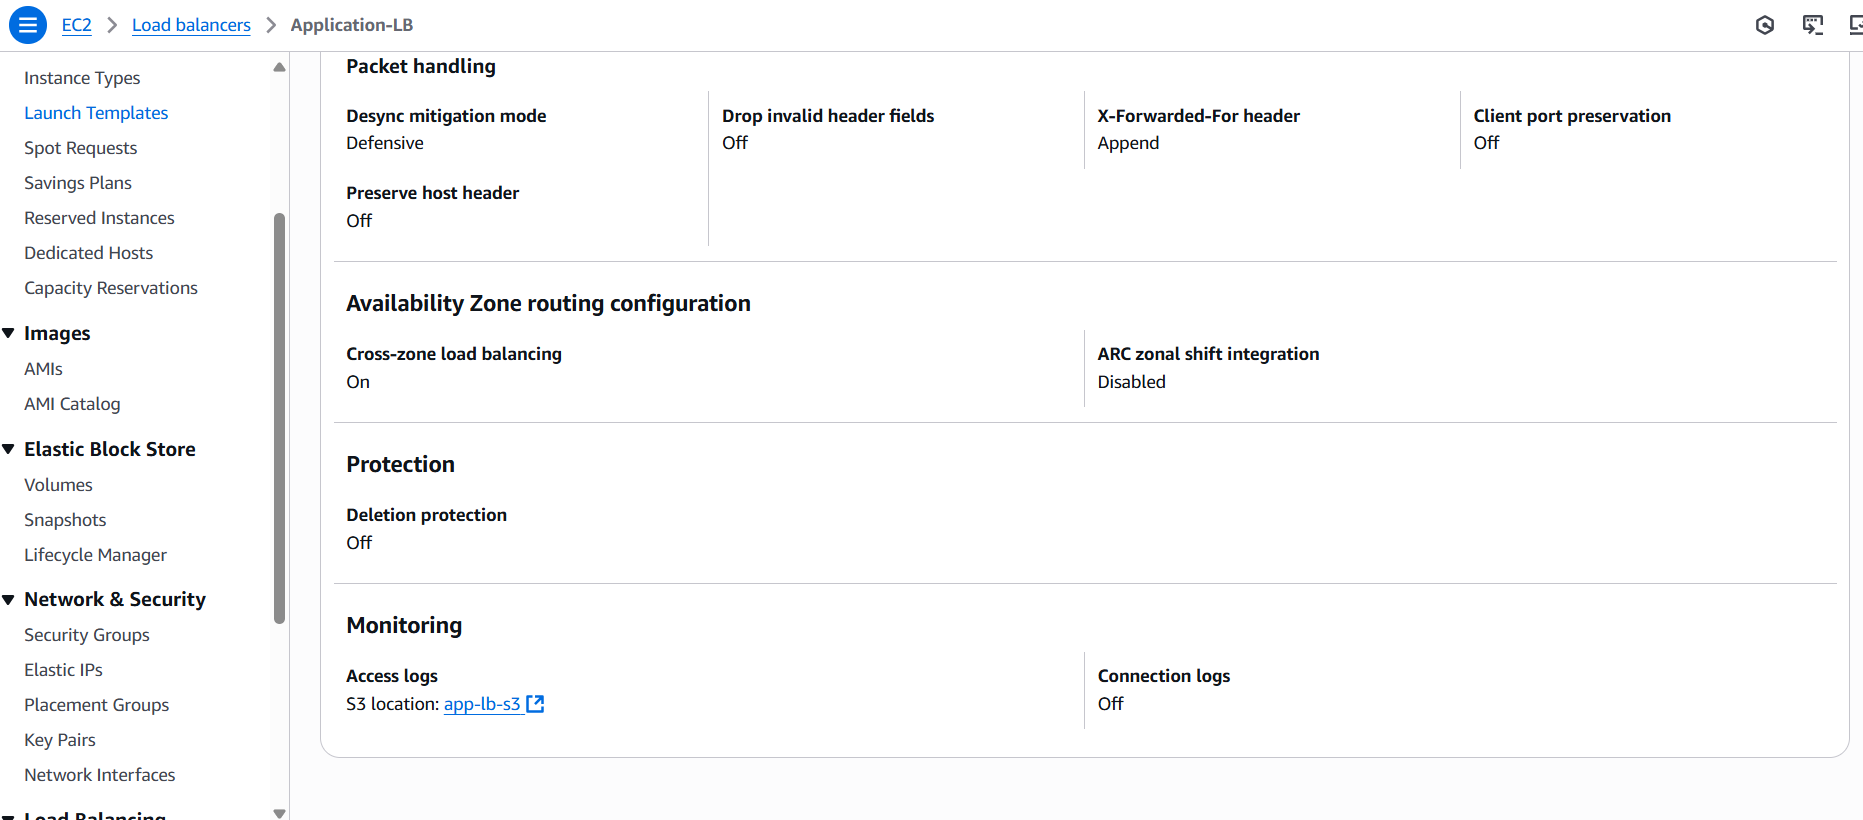 EC2 > Load balancers > Application-LB
Instance Types
Launch Templates
Spot Requests
Savings Plans
Reserved Instances
Dedicated Hosts
Capacity Reservations
Images
AMIs
AMI Catalog
Elastic Block Store
Volumes
Snapshots
Lifecycle Manager
Network & Security
Security Groups
Elastic IPs
Placement Groups
Key Pairs
Network Interfaces
Load Balancing
Packet handling
Desync mitigation mode
Defensive
Drop invalid header fields
Off
X-Forwarded-For header
Append
Client port preservation
Off
Preserve host header
Off
Availability Zone routing configuration
Cross-zone load balancing
On
ARC zonal shift integration
Disabled
Protection
Deletion protection
Off
Monitoring
Access logs
S3 location: app-lb-s3
Connection logs
Off